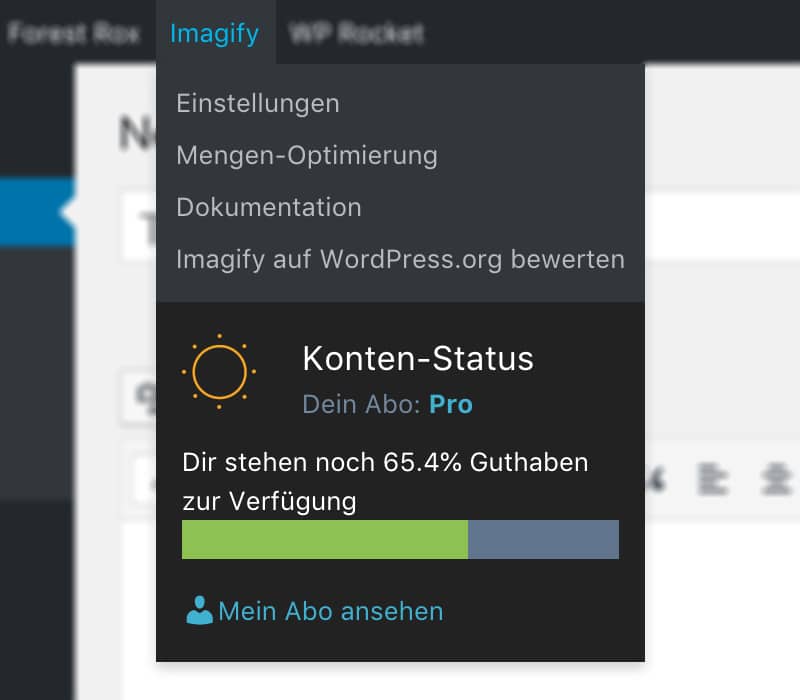 Forest Rox Imagify WP Rocket
Einstellungen
Mengen-Optimierung
Dokumentation
Imagify auf WordPress.org bewerten
Konten-Status
Dein Abo: Pro
Dir stehen noch 65.4% Guthaben
zur Verfügung
Mein Abo ansehen